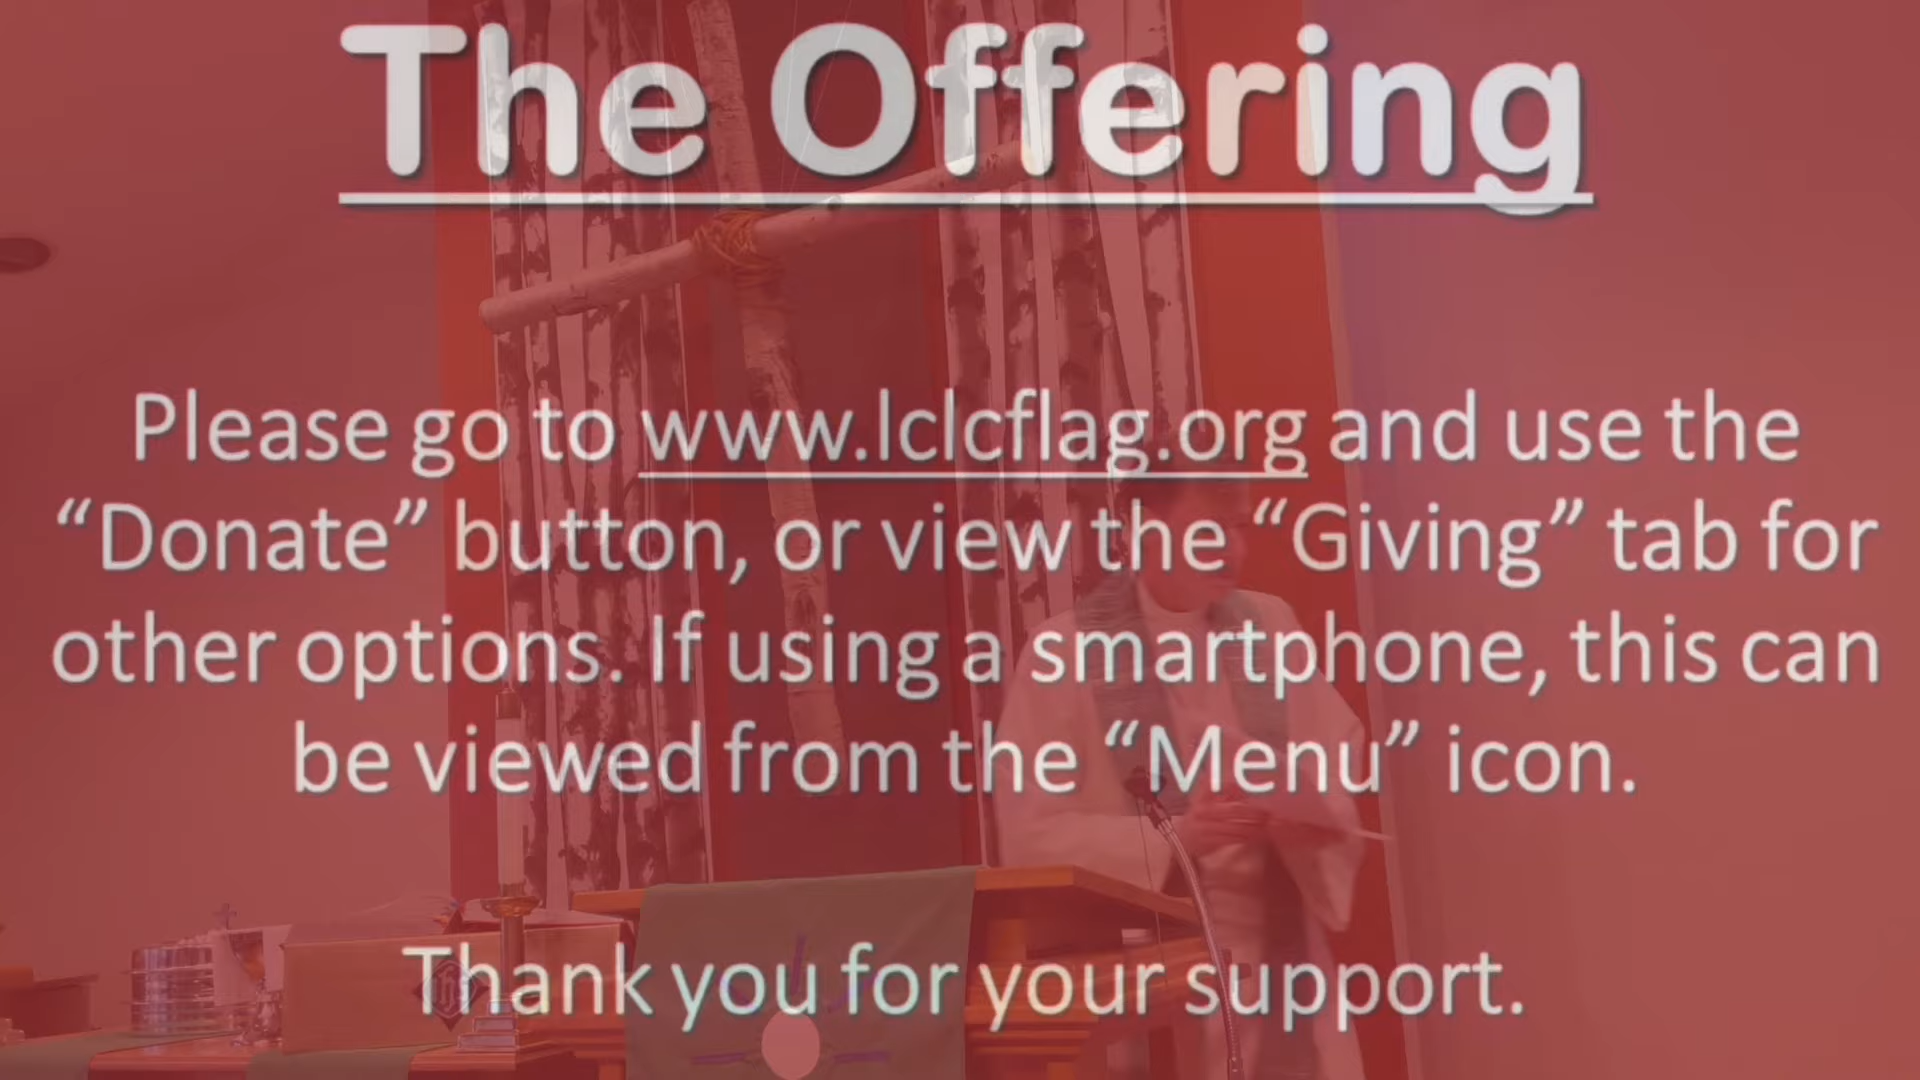 The Offering
Please go to www.lclcflag.org and use the
“Donate” button, or view the “Giving” tab for
other options. If using a smartphone, this can
be viewed from the “Menu” icon.
Thank you for your support.